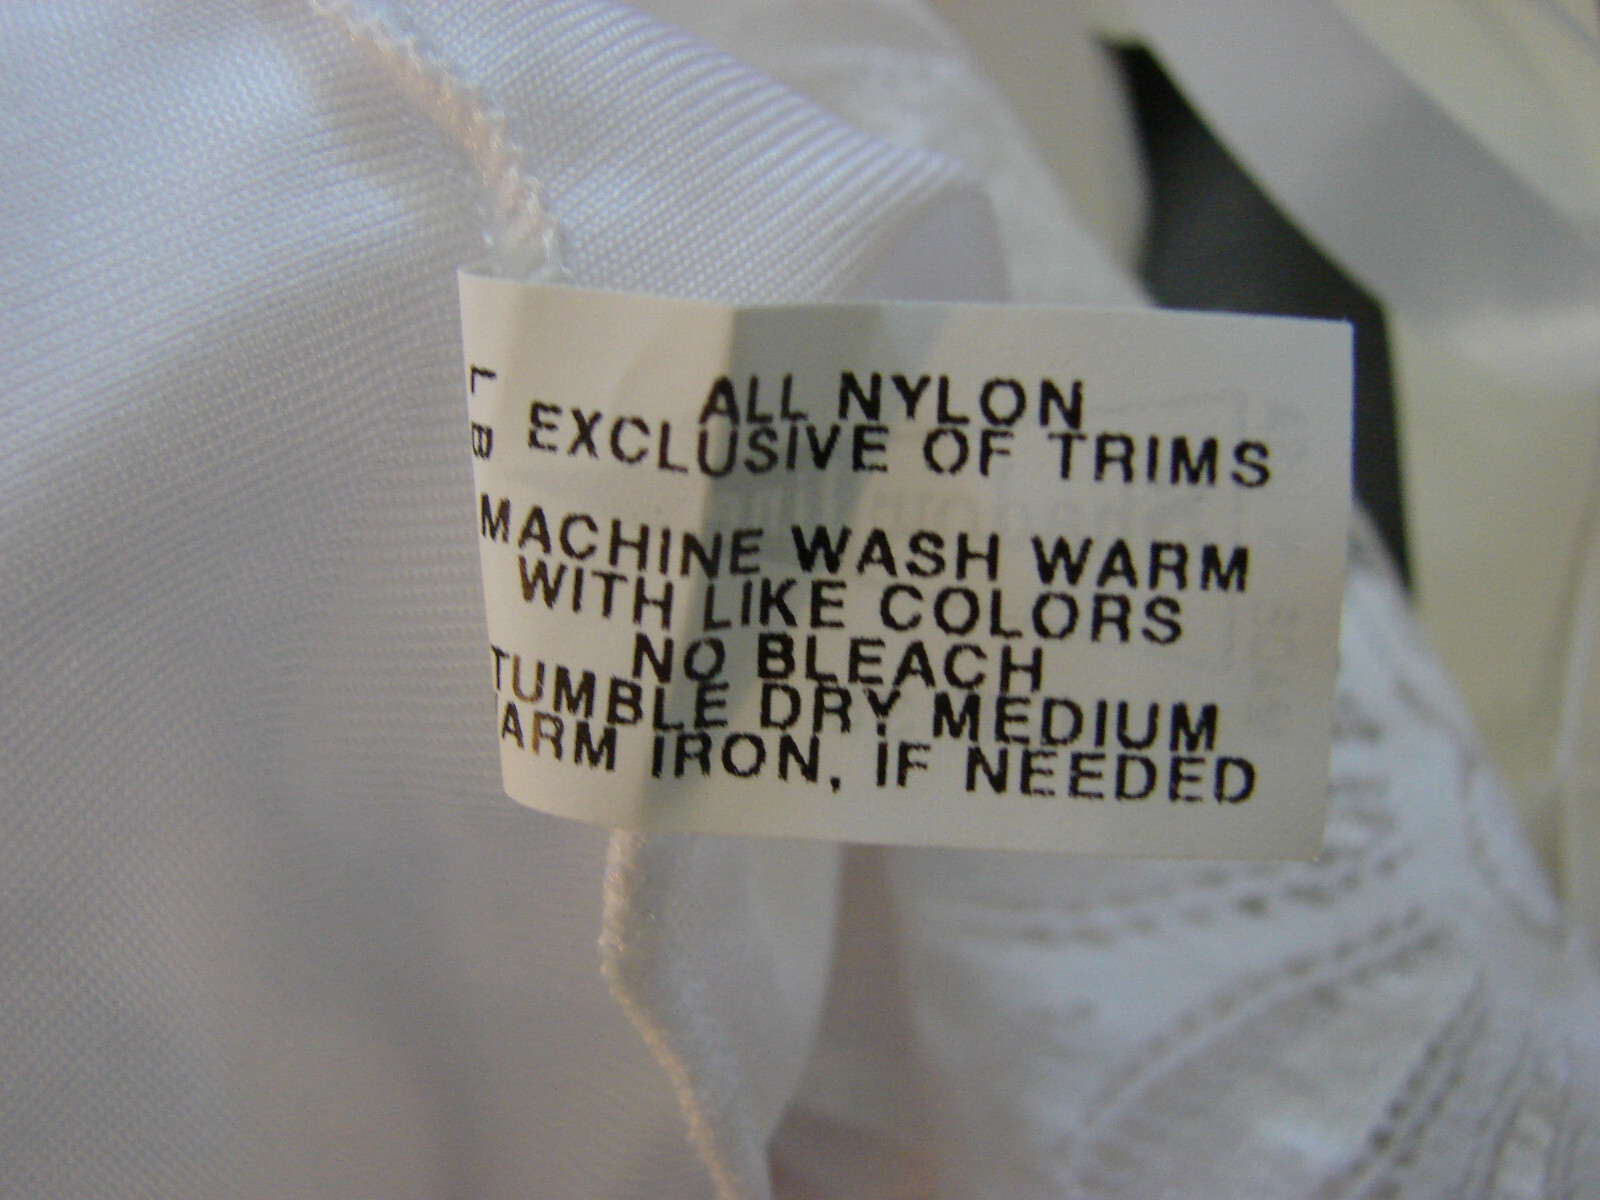 ALL NYLON
EXCLUSIVE OF TRIMS
MACHINE WASH WARM
WITH LIKE COLORS
NO BLEACH
TUMBLE DRY MEDIUM
ARM IRON, IF NEEDED